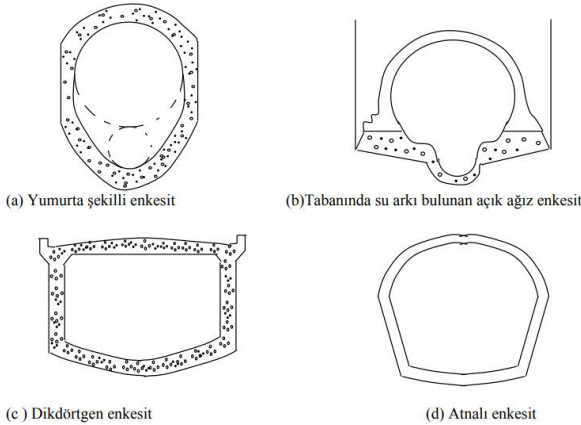 (a) Yumurta şekilli enkesit
(b)Tabanında su arkı bulunan açık ağız enkesit
(c ) Dikdörtgen enkesit
(d) Atnalı enkesit